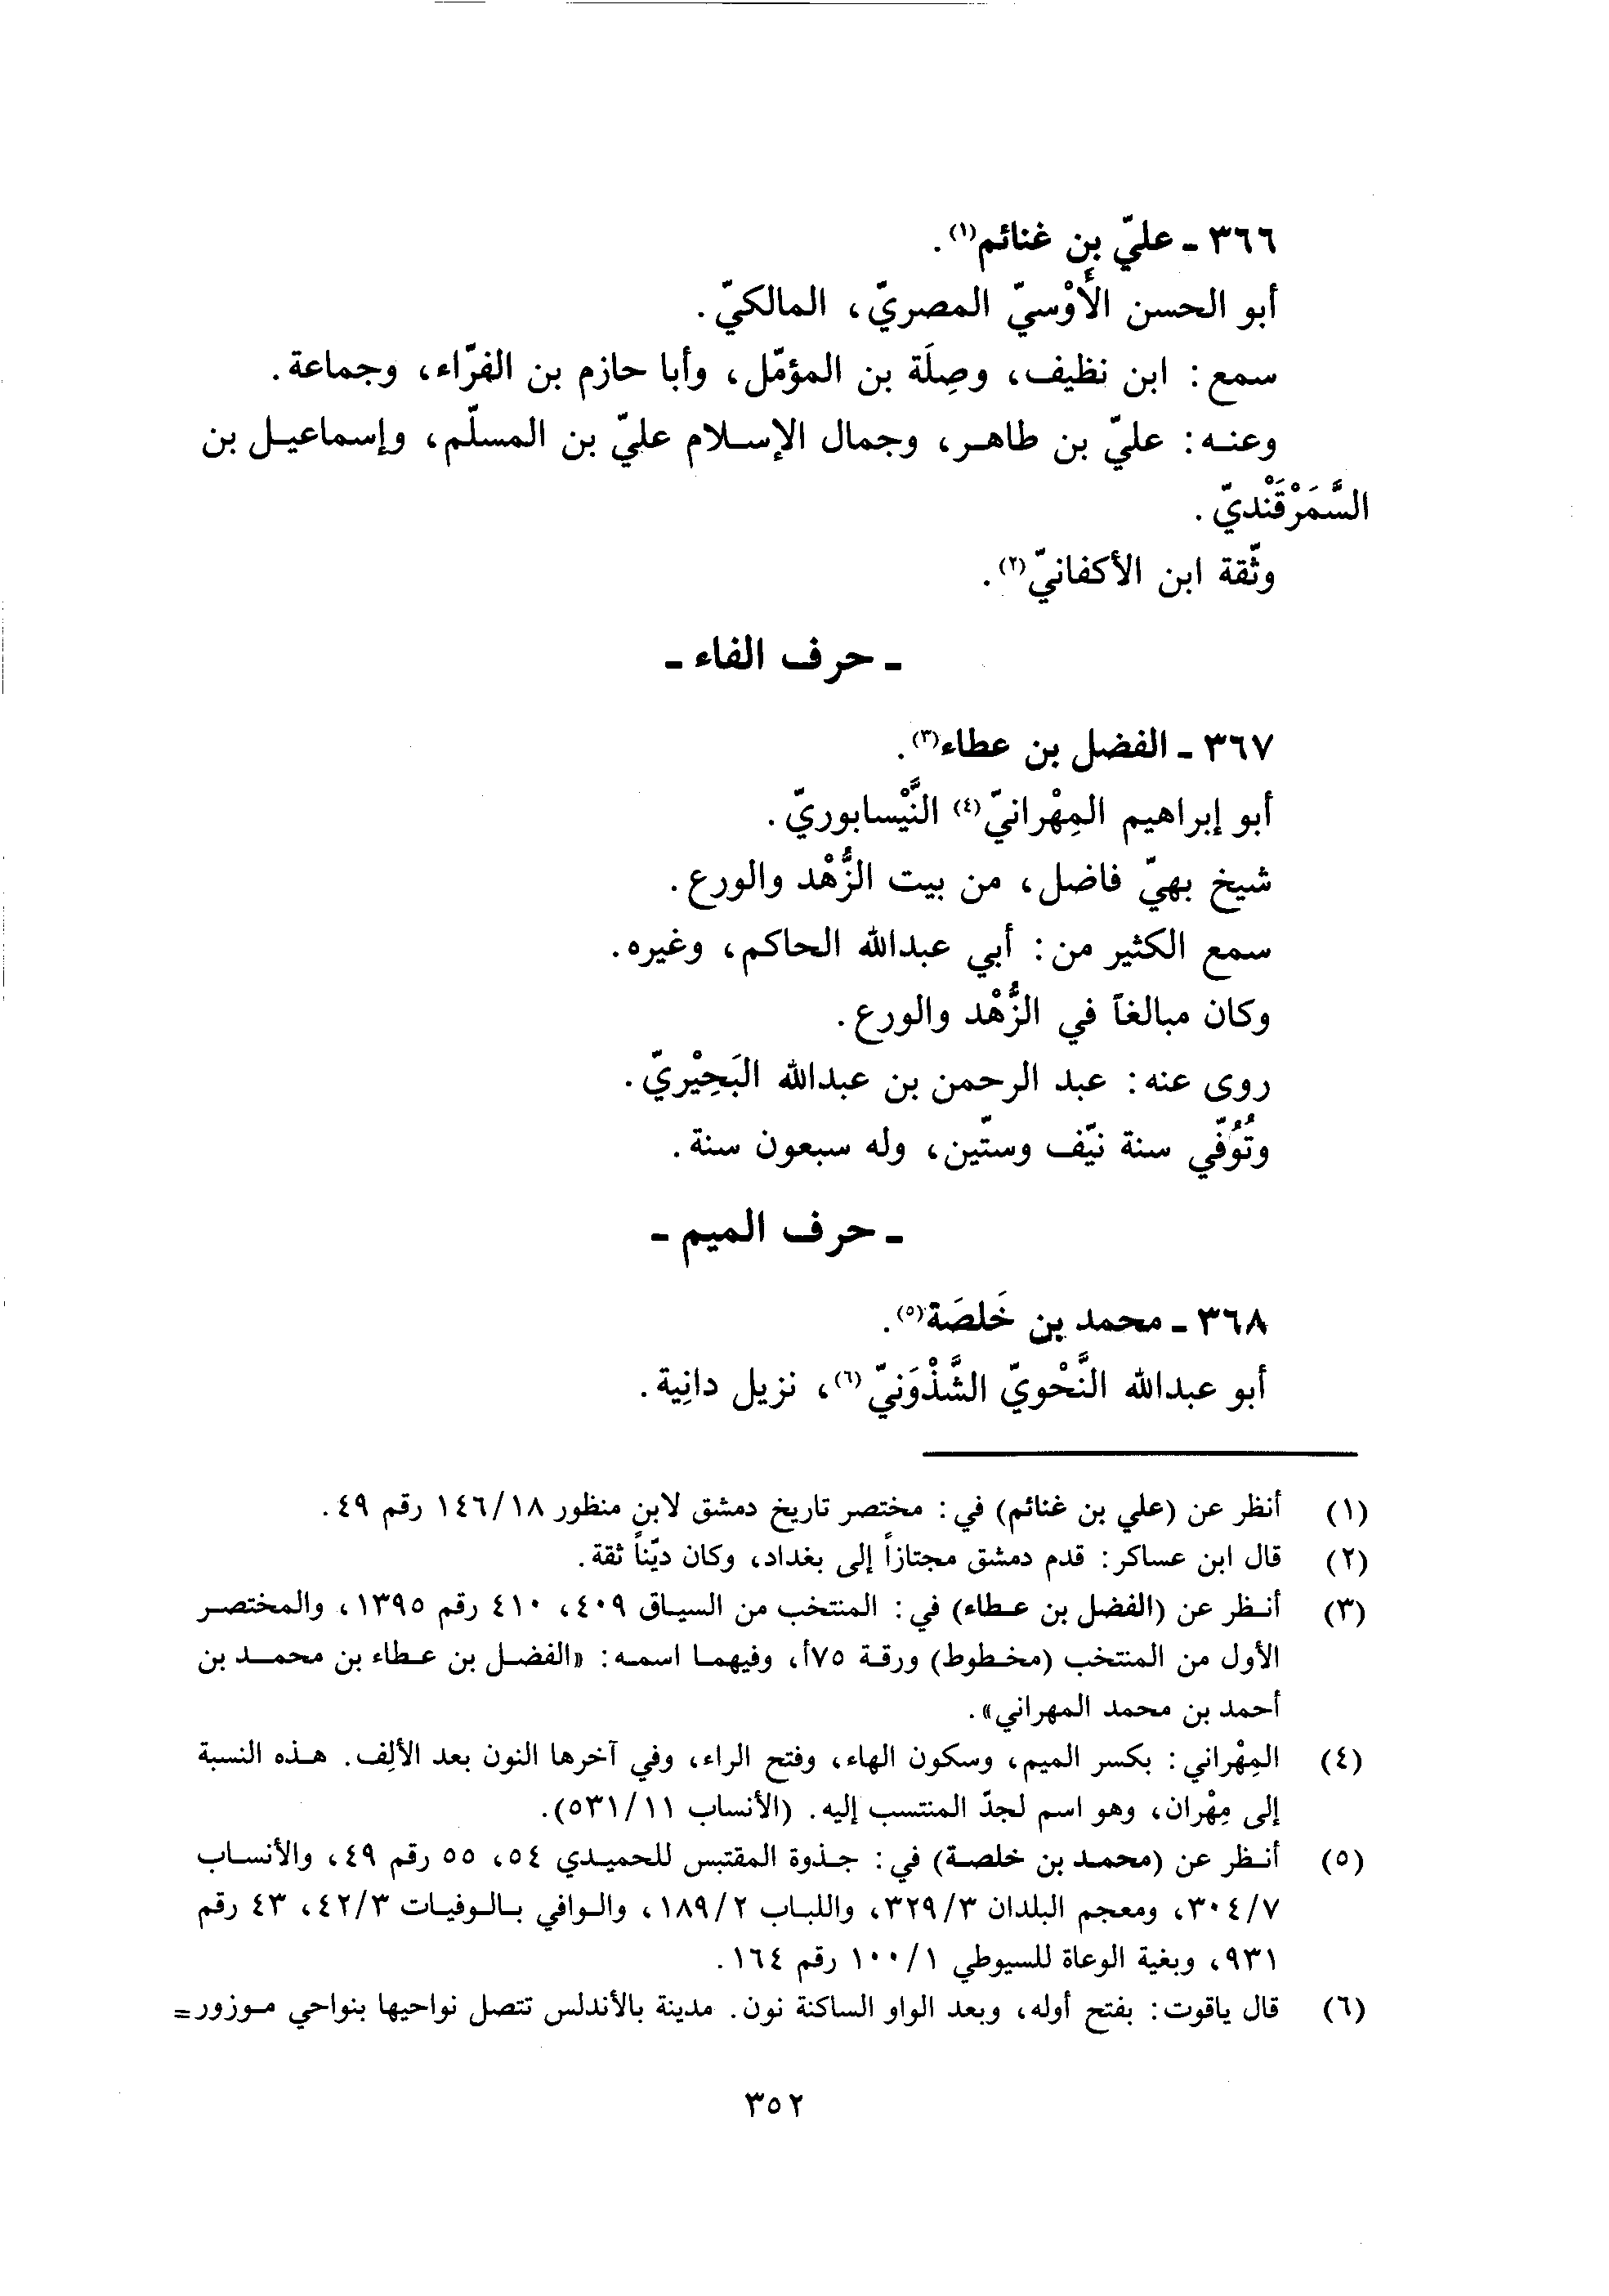 ٣٦٦ ـ عليّ بن غنائم(١).
أبو الحسن الأَوْسيّ المصريّ، المالكيّ.
سمع: ابن نظيف، وصِلَة بن المؤمّل، وأبا حازم بن الفرّاء، وجماعة.
وعنه: عليّ بن طاهر، وجمال الإسلام عليّ بن المسلّم، وإسماعيل بن
السَّمَرْقَنْديّ.
وثّقة ابن الأكفانيّ(٢).
ـ حرف الفاء ـ
٣٦٧ ـ الفضل بن عطاء(٣).
أبو إبراهيم المِهْرانيّ(٤) النَّيْسابوريّ.
شيخ بهيّ فاضل، من بيت الزُّهْد والورع.
سمع الكثير من: أبي عبدالله الحاكم، وغيره.
وكان مبالغاً في الزُّهْد والورع.
روى عنه: عبد الرحمن بن عبدالله البَحِيْريّ.
وتُوُفّي سنة نيّف وستّين، وله سبعون سنة.
ـ حرف الميم ـ
٣٦٨ ـ محمد بن خَلصَة(٥).
أبو عبدالله النَّحْويّ الشَّذْوَنيّ(٦)، نزيل دانِية.
(١) أنظر عن (علي بن غنائم) في: مختصر تاريخ دمشق لابن منظور ١٤٦/١٨ رقم ٤٩.
(٢) قال ابن عساكر: قدم دمشق مجتازاً إلى بغداد، وكان ديّناً ثقة.
(٣) أنظر عن (الفضل بن عطاء) في: المنتخب من السياق ٤٠٩، ٤١٠ رقم ١٣٩٥، والمختصر
الأول من المنتخب (مخطوط) ورقة ٧٥أ، وفيهما اسمه: «الفضل بن عطاء بن محمد بن
أحمد بن محمد المهراني».
(٤) المِهْراني: بكسر الميم، وسكون الهاء، وفتح الراء، وفي آخرها النون بعد الألِف. هذه النسبة
إلى مِهْران، وهو اسم لجدّ المنتسب إليه. (الأنساب ٥٣١/١١).
(٥) أنظر عن (محمد بن خلصة) في: جذوة المقتبس للحميدي ٥٤، ٥٥ رقم ٤٩، والأنساب
٣٠٤/٧، ومعجم البلدان ٣٢٩/٣، واللباب ١٨٩/٢، والوافي بالوفيات ٤٢/٣، ٤٣ رقم
٩٣١، وبغية الوعاة للسيوطي ١٠٠/١ رقم ١٦٤.
(٦) قال ياقوت: بفتح أوله، وبعد الواو الساكنة نون. مدينة بالأندلس تتصل نواحيها بنواحي موزور=
٣٥٢